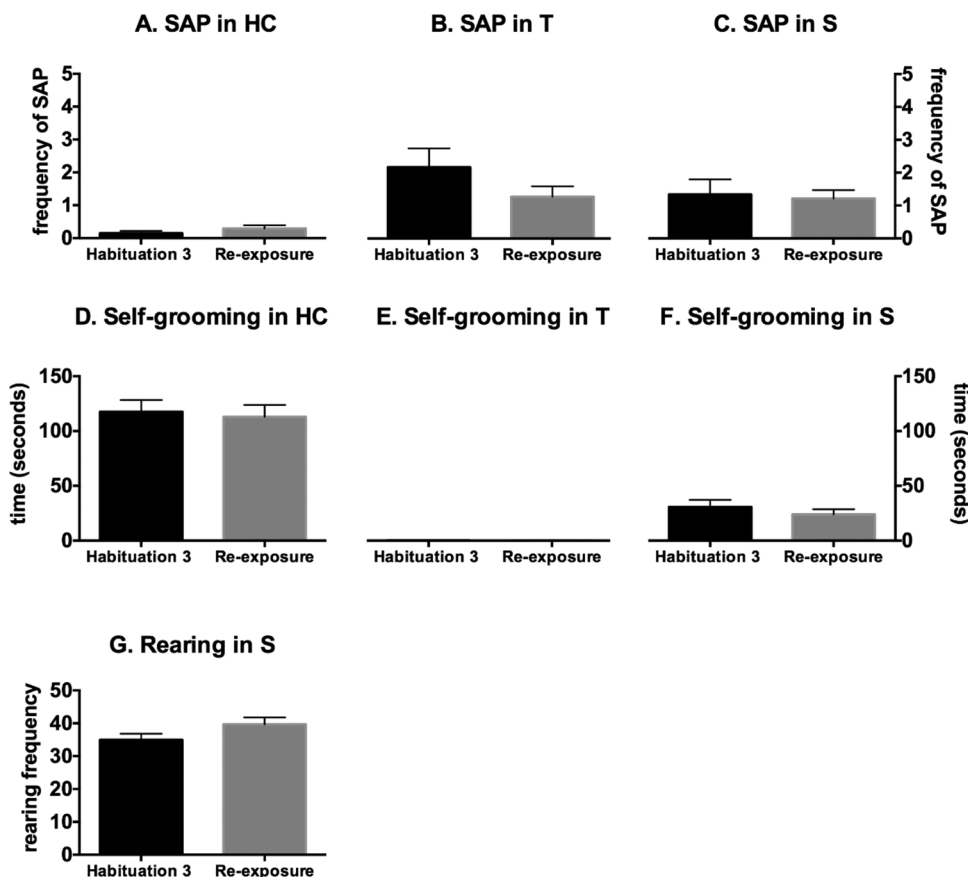 A. SAP in HC
B. SAP in T
C. SAP in S
frequency of SAP
5
4
3
2
1
0
Habituation 3
Re-exposure
Habituation 3
Re-exposure
Habituation 3
Re-exposure
5
4
3
2
1
0
frequency of SAP
D. Self-grooming in HC
E. Self-grooming in T
F. Self-grooming in S
time (seconds)
150
100
50
0
Habituation 3
Re-exposure
Habituation 3
Re-exposure
Habituation 3
Re-exposure
150
100
50
0
time (seconds)
G. Rearing in S
rearing frequency
50
40
30
20
10
0
Habituation 3
Re-exposure